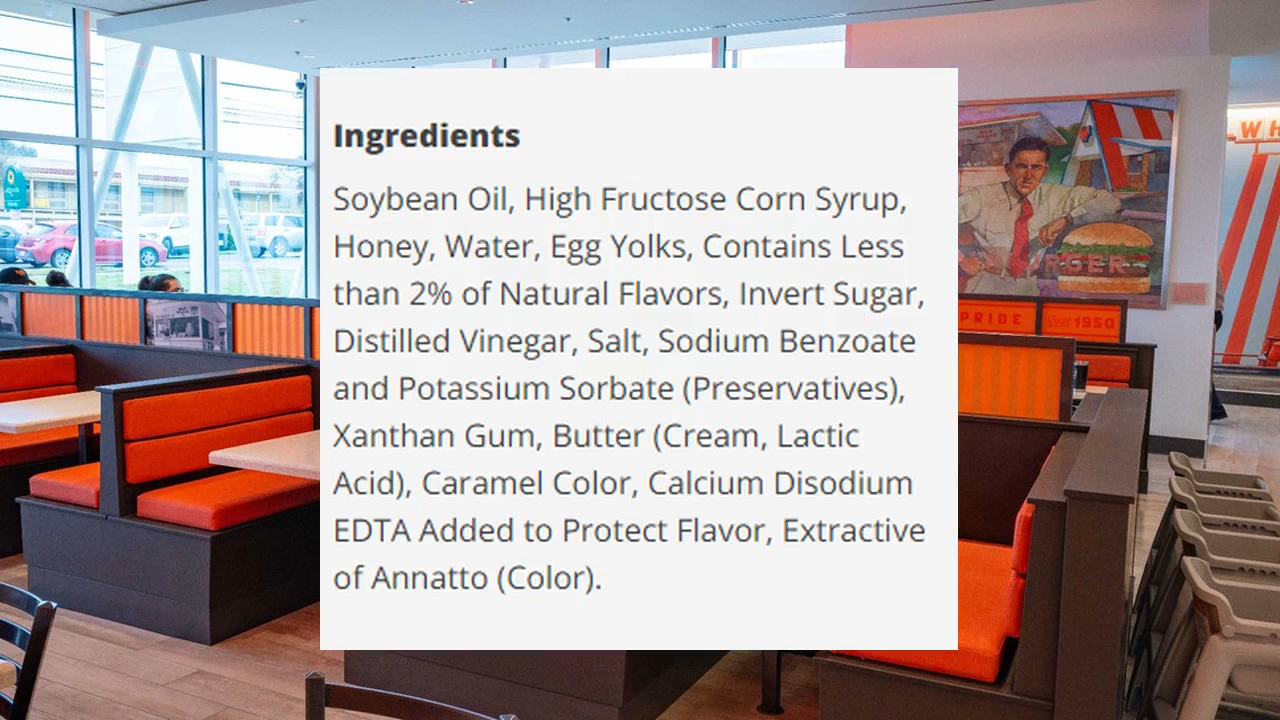 Ingredients
Soybean Oil, High Fructose Corn Syrup,
Honey, Water, Egg Yolks, Contains Less
than 2% of Natural Flavors, Invert Sugar,
Distilled Vinegar, Salt, Sodium Benzoate
and Potassium Sorbate (Preservatives),
Xanthan Gum, Butter (Cream, Lactic
Acid), Caramel Color, Calcium Disodium
EDTA Added to Protect Flavor, Extractive
of Annatto (Color).
WH
RGER
PRIDE
Since 1950